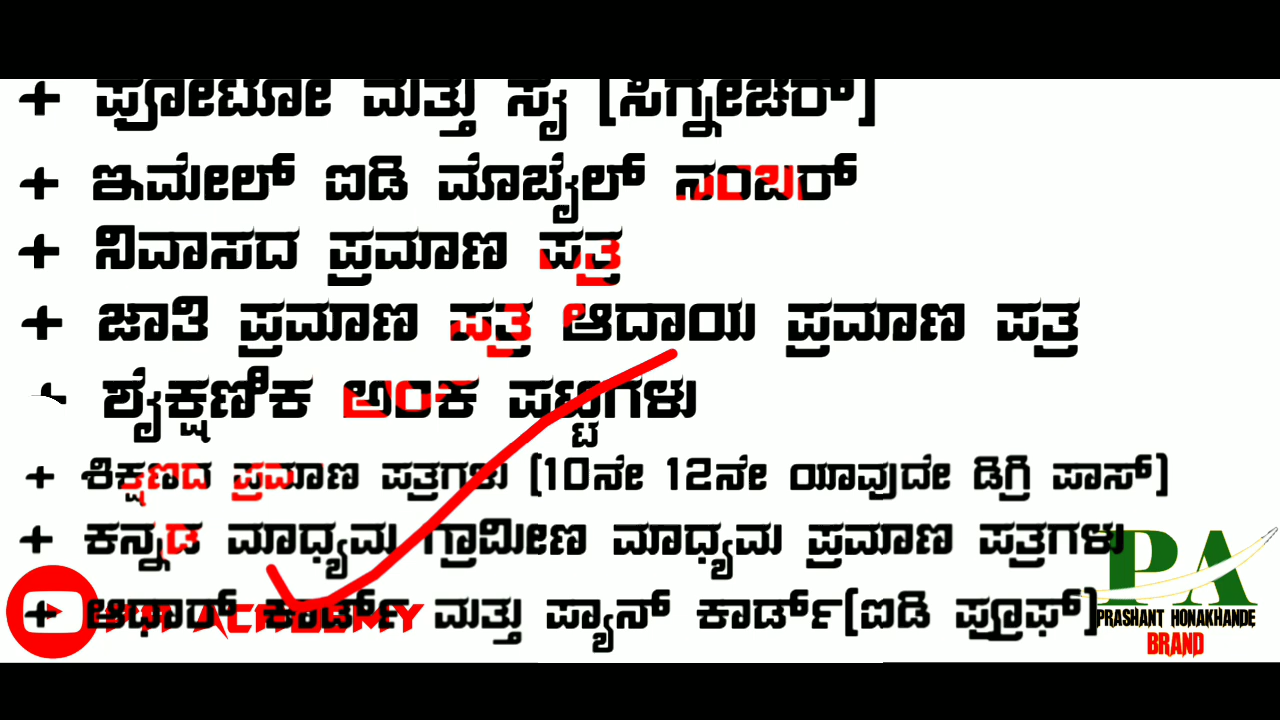 + ಫೋಟೋ ಮತ್ತು ಸೈ [ಸಿಗ್ನೇಚರ್]
+ ಇಮೇಲ್ ಐಡಿ ಮೊಬೈಲ್ ನಂಬರ್
+ ನಿವಾಸದ ಪ್ರಮಾಣ ಪತ್ರ
+ ಜಾತಿ ಪ್ರಮಾಣ ಪತ್ರ ಆದಾಯ ಪ್ರಮಾಣ ಪತ್ರ
+ ಶೈಕ್ಷಣಿಕ ಅಂಕ ಪಟ್ಟಿಗಳು
+ ಶಿಕ್ಷಣದ ಪ್ರಮಾಣ ಪತ್ರಗಳು [10ನೇ 12ನೇ ಯಾವುದೇ ಡಿಗ್ರಿ ಪಾಸ್]
+ ಕನ್ನಡ ಮಾಧ್ಯಮ ಗ್ರಾಮೀಣ ಮಾಧ್ಯಮ ಪ್ರಮಾಣ ಪತ್ರಗಳು
+ ಆಧಾರ್ ಕಾರ್ಡ್ ಮತ್ತು ಪ್ಯಾನ್ ಕಾರ್ಡ್[ಐಡಿ ಪ್ರೂಫ್]
ACADEMY
PA
PRASHANT HONAKHANDE
BRAND